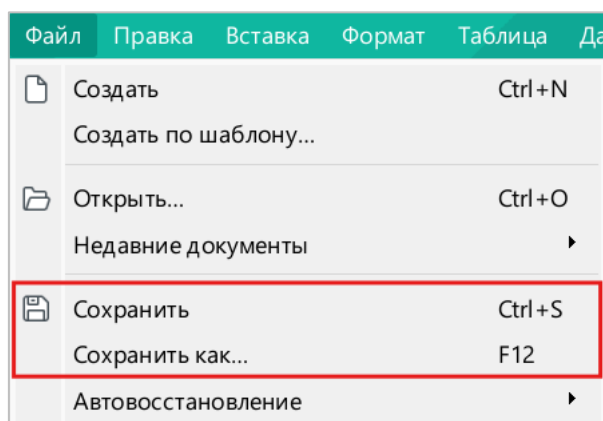 Файл Правка Вставка Формат Таблица
Создать Ctrl+N
Создать по шаблону...
Открыть... Ctrl+O
Недавние документы
Сохранить Ctrl+S
Сохранить как... F12
Автовосстановление